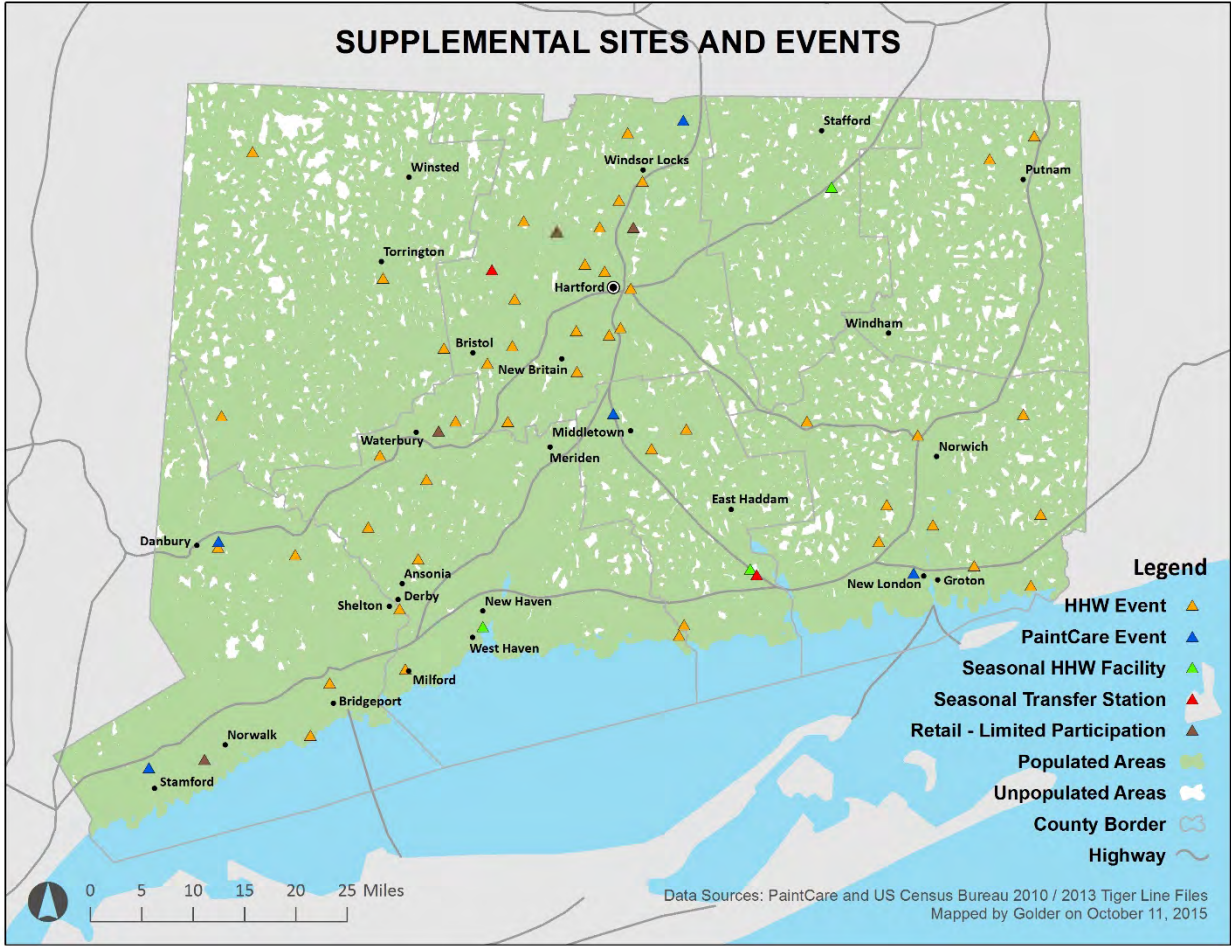 SUPPLEMENTAL SITES AND EVENTS
Stafford
Windsor Locks
Winsted
Putnam
Torrington
Hartford
Windham
Bristol
New Britain
Waterbury
Middletown
Meriden
Norwich
East Haddam
Danbury
Ansonia
New London
Groton
Derby
Shelton
New Haven
West Haven
Milford
Bridgeport
Norwalk
Stamford
Legend
HHW Event
PaintCare Event
Seasonal HHW Facility
Seasonal Transfer Station
Retail - Limited Participation
Populated Areas
Unpopulated Areas
County Border
Highway
0 5 10 15 20 25 Miles
Data Sources: PaintCare and US Census Bureau 2010 / 2013 Tiger Line Files
Mapped by Golder on October 11, 2015